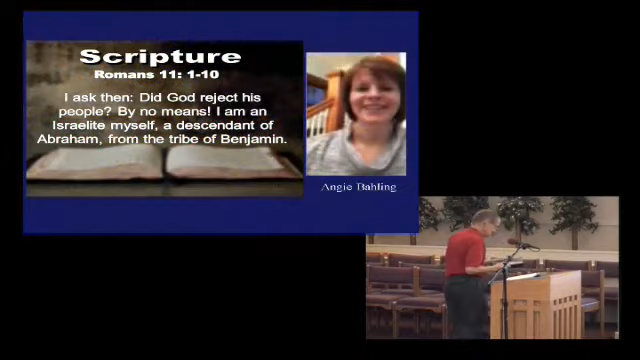 Scripture
Romans 11: 1-10
I ask then: Did God reject his
people? By no means! I am an
Israelite myself, a descendant of
Abraham, from the tribe of Benjamin.
Angie Bahling